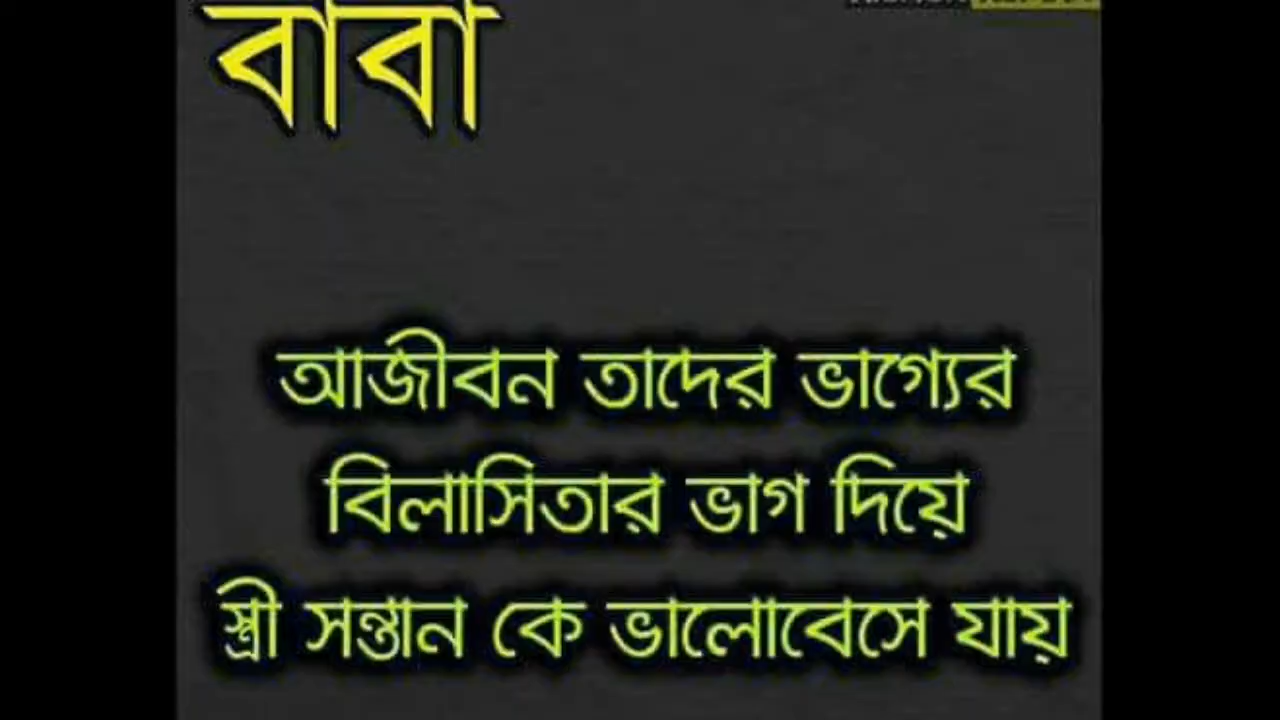 বাবা
আজীবন তাদের ভাগ্যের
বিলাসিতার ভাগ দিয়ে
স্ত্রী সন্তান কে ভালোবেসে যায়